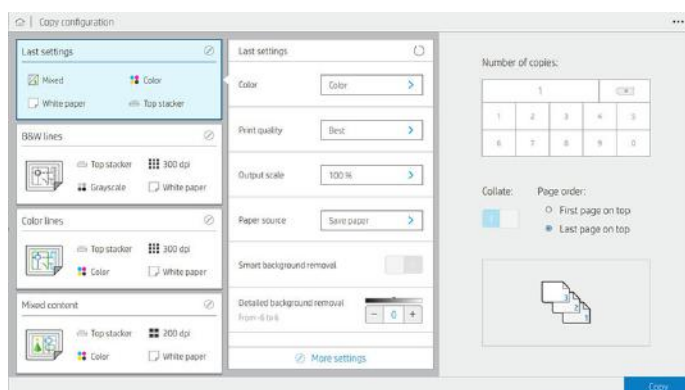 Copy configuration
Last settings
Mixed
Color
White paper
Top stacker
B&W lines
Top stacker
300 dpi
Grayscale
White paper
Color lines
Top stacker
300 dpi
Color
White paper
Mixed content
Top stacker
200 dpi
Color
White paper
Last settings
Color
Color
Print quality
Best
Output scale
100 %
Paper source
Save paper
Smart background removal
Detailed background removal
From -6 to 6
- 0 +
More settings
Number of copies:
1
1 2 3 4 5
6 7 8 9 0
Collate:
Page order:
First page on top
Last page on top
3
2
1
Copy